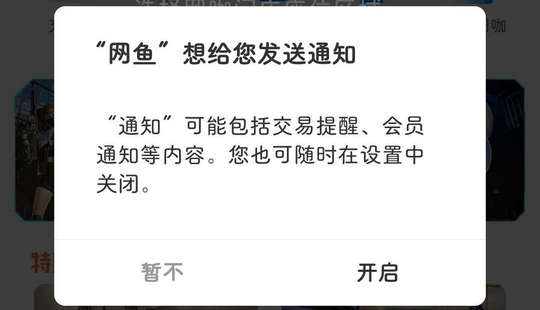 “网鱼”想给您发送通知
“通知”可能包括交易提醒、会员
通知等内容。您也可随时在设置中
关闭。
暂不
开启